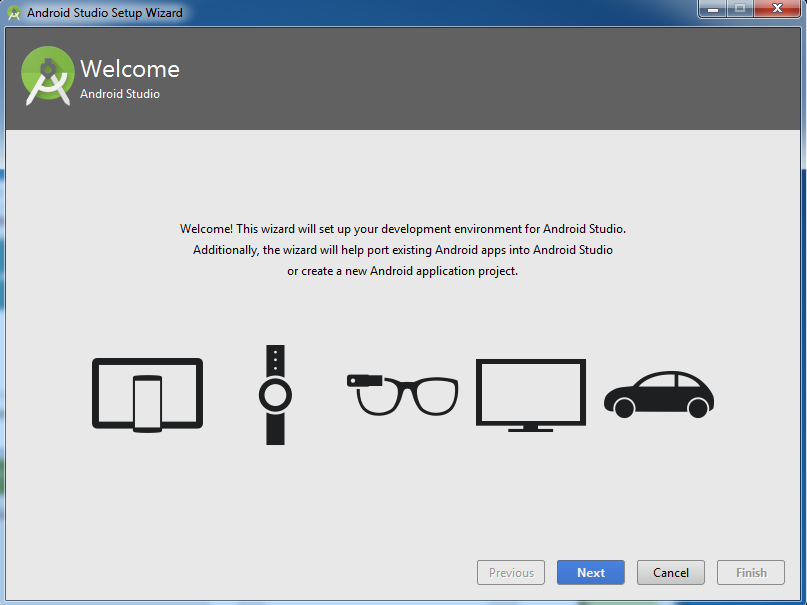 Android Studio Setup Wizard
Welcome
Android Studio
Welcome! This wizard will set up your development environment for Android Studio.
Additionally, the wizard will help port existing Android apps into Android Studio
or create a new Android application project.
Previous
Next
Cancel
Finish